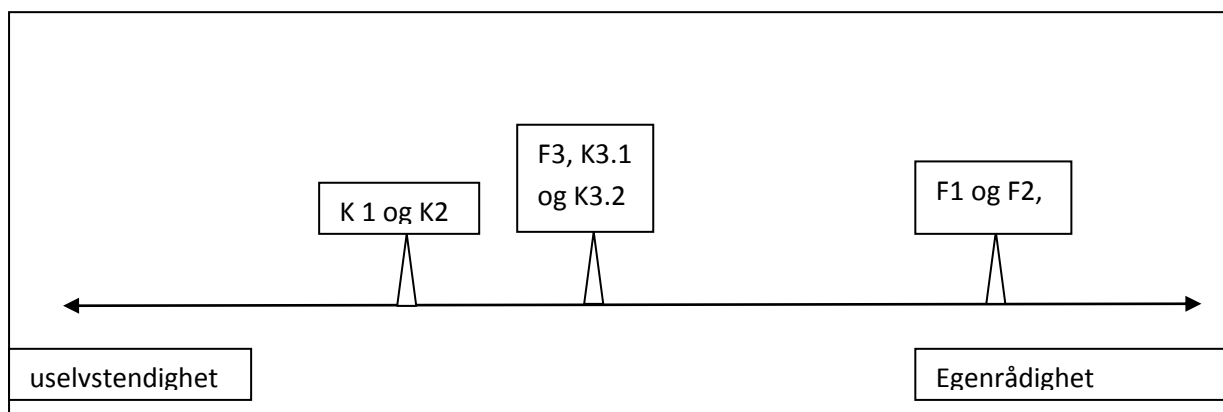 F3, K3.1
og K3.2
K 1 og K2
F1 og F2,
uselvstendighet
Egenrådighet